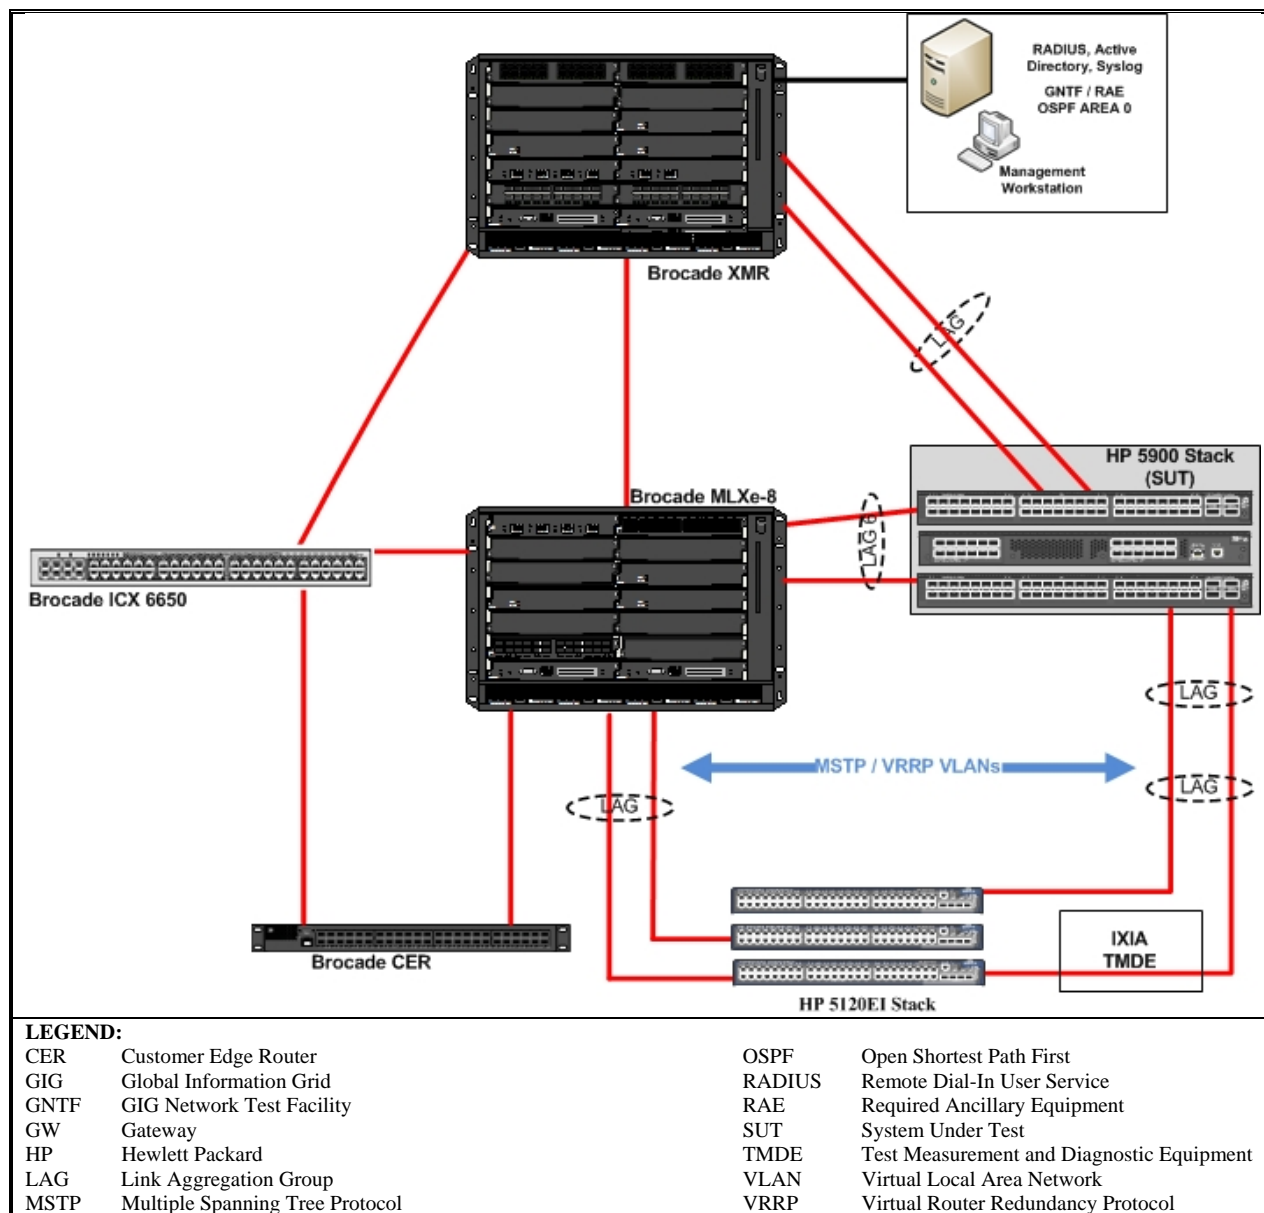 RADIUS, Active
Directory, Syslog
GNTF / RAE
OSPF AREA 0
Management
Workstation
Brocade XMR
LAG
HP 5900 Stack
(SUT)
Brocade MLXe-8
LAG 6
Brocade ICX 6650
LAG
MSTP / VRRP VLANs
LAG
LAG
IXIA
TMDE
Brocade CER
HP 5120EI Stack
LEGEND:
CER Customer Edge Router
GIG Global Information Grid
GNTF GIG Network Test Facility
GW Gateway
HP Hewlett Packard
LAG Link Aggregation Group
MSTP Multiple Spanning Tree Protocol
OSPF Open Shortest Path First
RADIUS Remote Dial-In User Service
RAE Required Ancillary Equipment
SUT System Under Test
TMDE Test Measurement and Diagnostic Equipment
VLAN Virtual Local Area Network
VRRP Virtual Router Redundancy Protocol